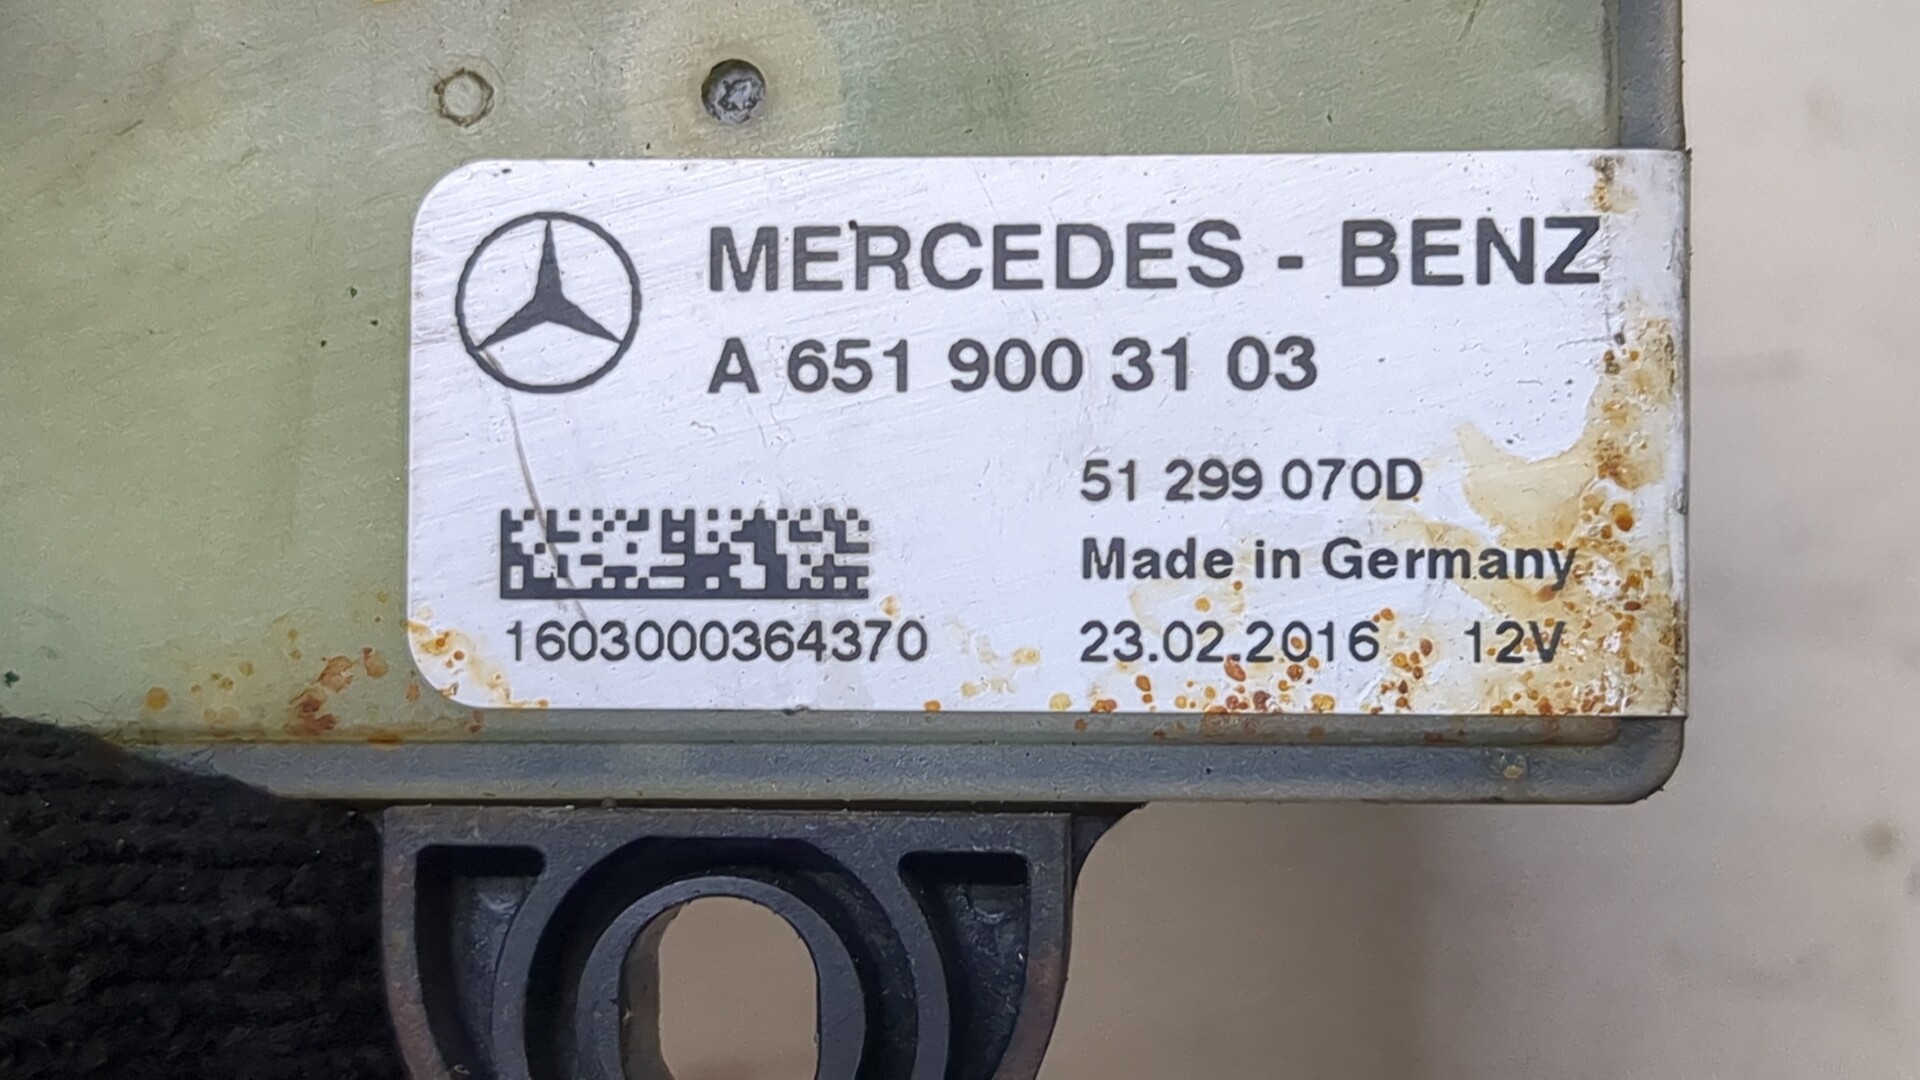 MERCEDES - BENZ
A 651 900 31 03
51 299 070D
Made in Germany
1603000364370
23.02.2016 12V